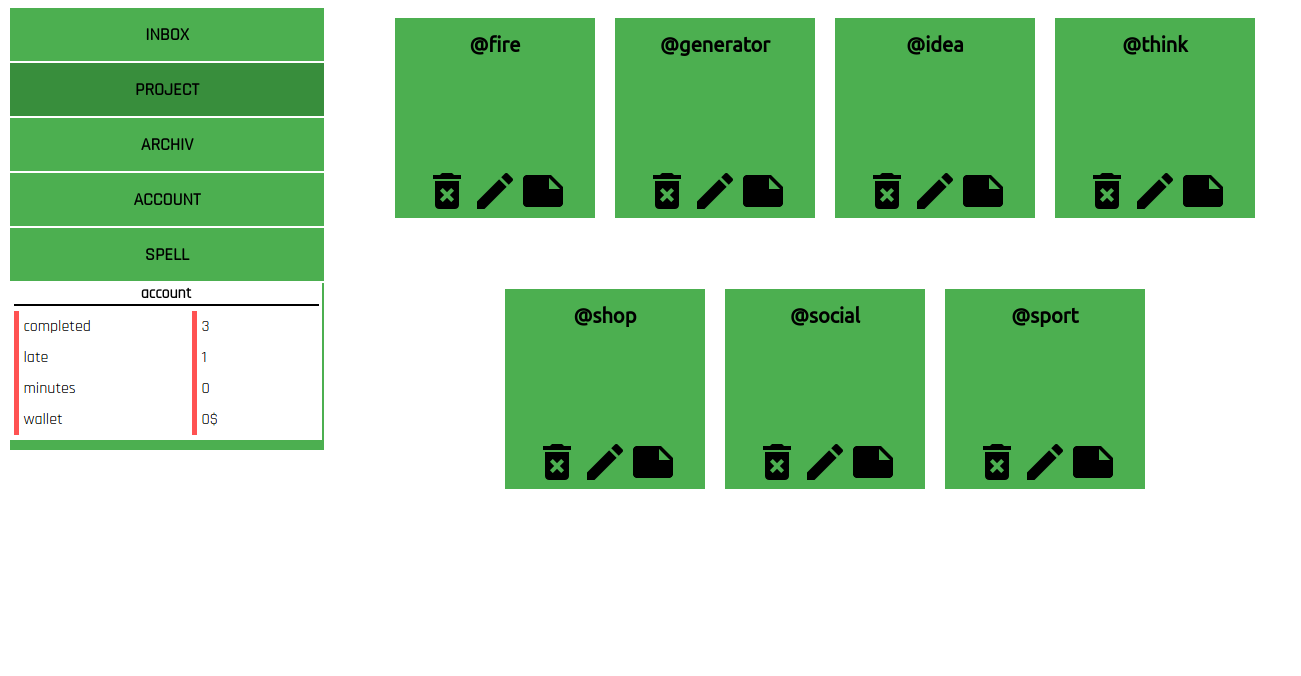 INBOX
PROJECT
ARCHIV
ACCOUNT
SPELL
account
completed 3
late 1
minutes 0
wallet 0$
@fire @generator @idea @think
@shop @social @sport